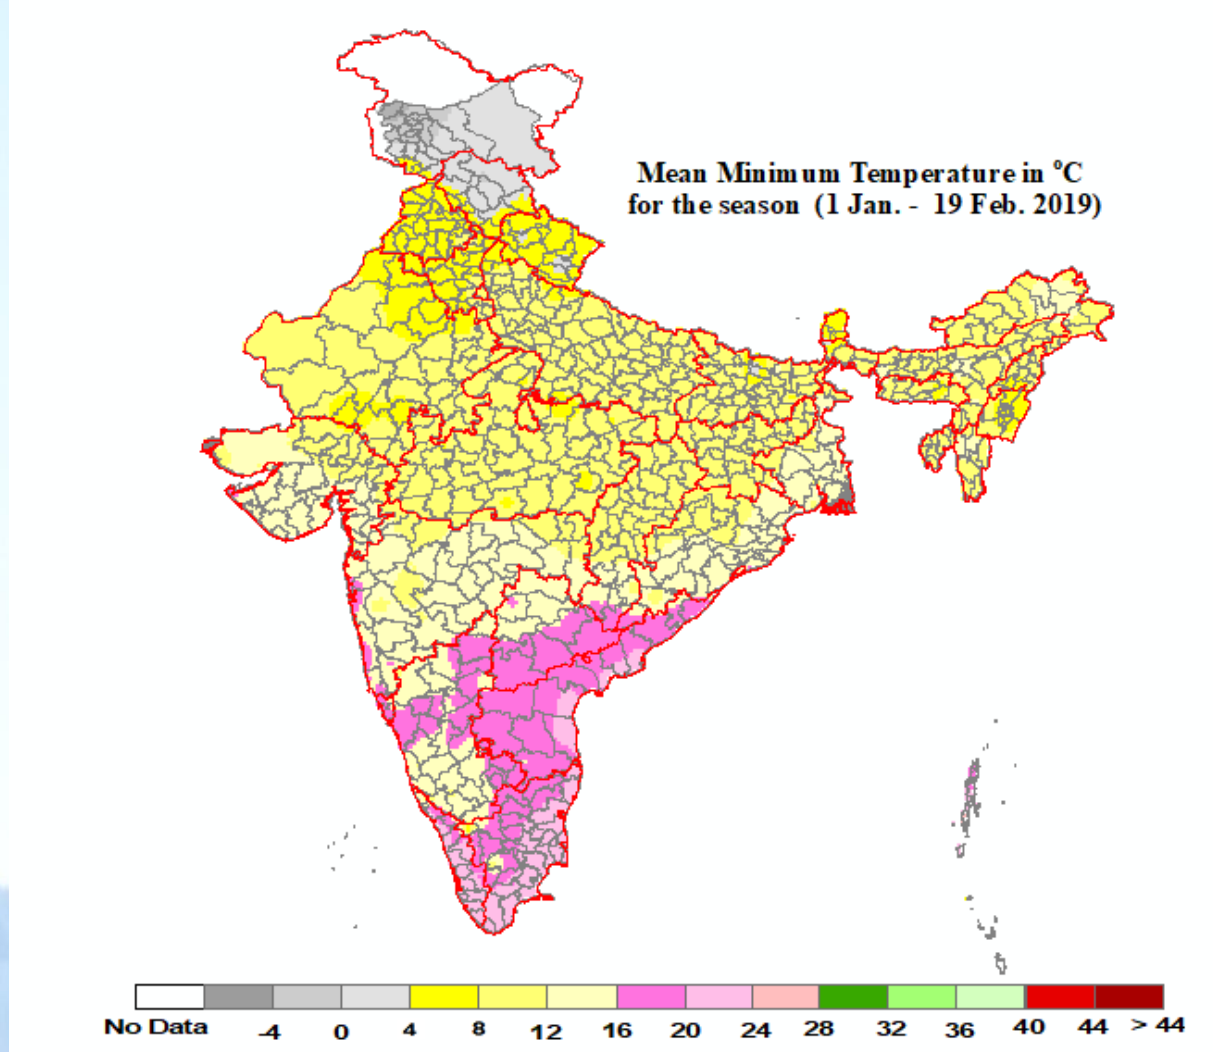 Mean Minimum Temperature in °C
for the season (1 Jan. - 19 Feb. 2019)
No Data -4 0 4 8 12 16 20 24 28 32 36 40 44 > 44